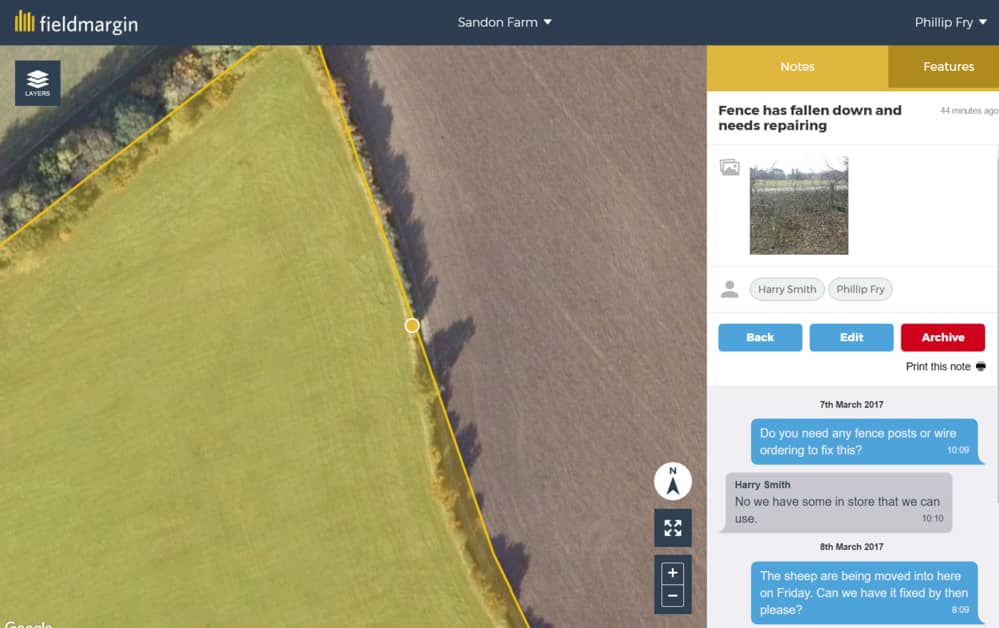 fieldmargin
Sandon Farm
Phillip Fry
LAYERS
Notes
Features
Fence has fallen down and
needs repairing
44 minutes ago
Harry Smith
Phillip Fry
Back
Edit
Archive
Print this note
7th March 2017
Do you need any fence posts or wire
ordering to fix this?
10:09
Harry Smith
No we have some in store that we can
use.
10:10
8th March 2017
The sheep are being moved into here
on Friday. Can we have it fixed by then
please?
8:09
N
+
−
Google